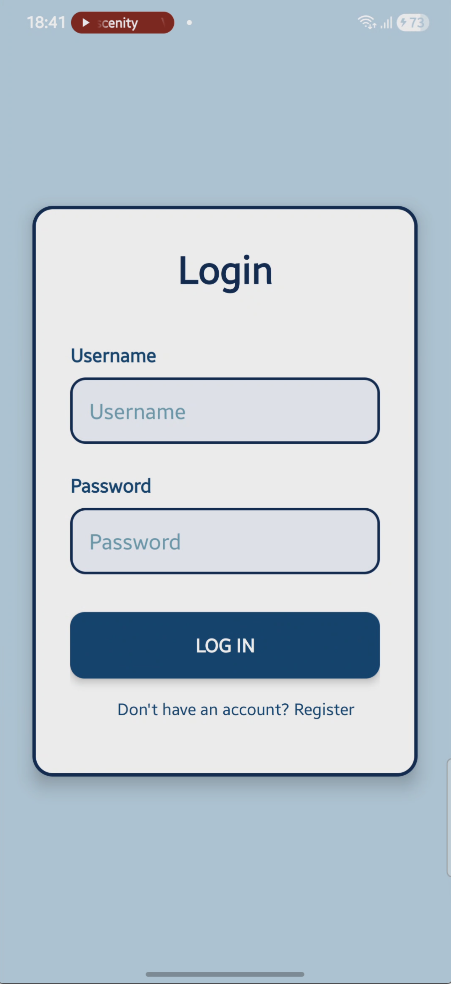 18:41 cenity 73
Login
Username
Username
Password
Password
LOG IN
Don't have an account? Register